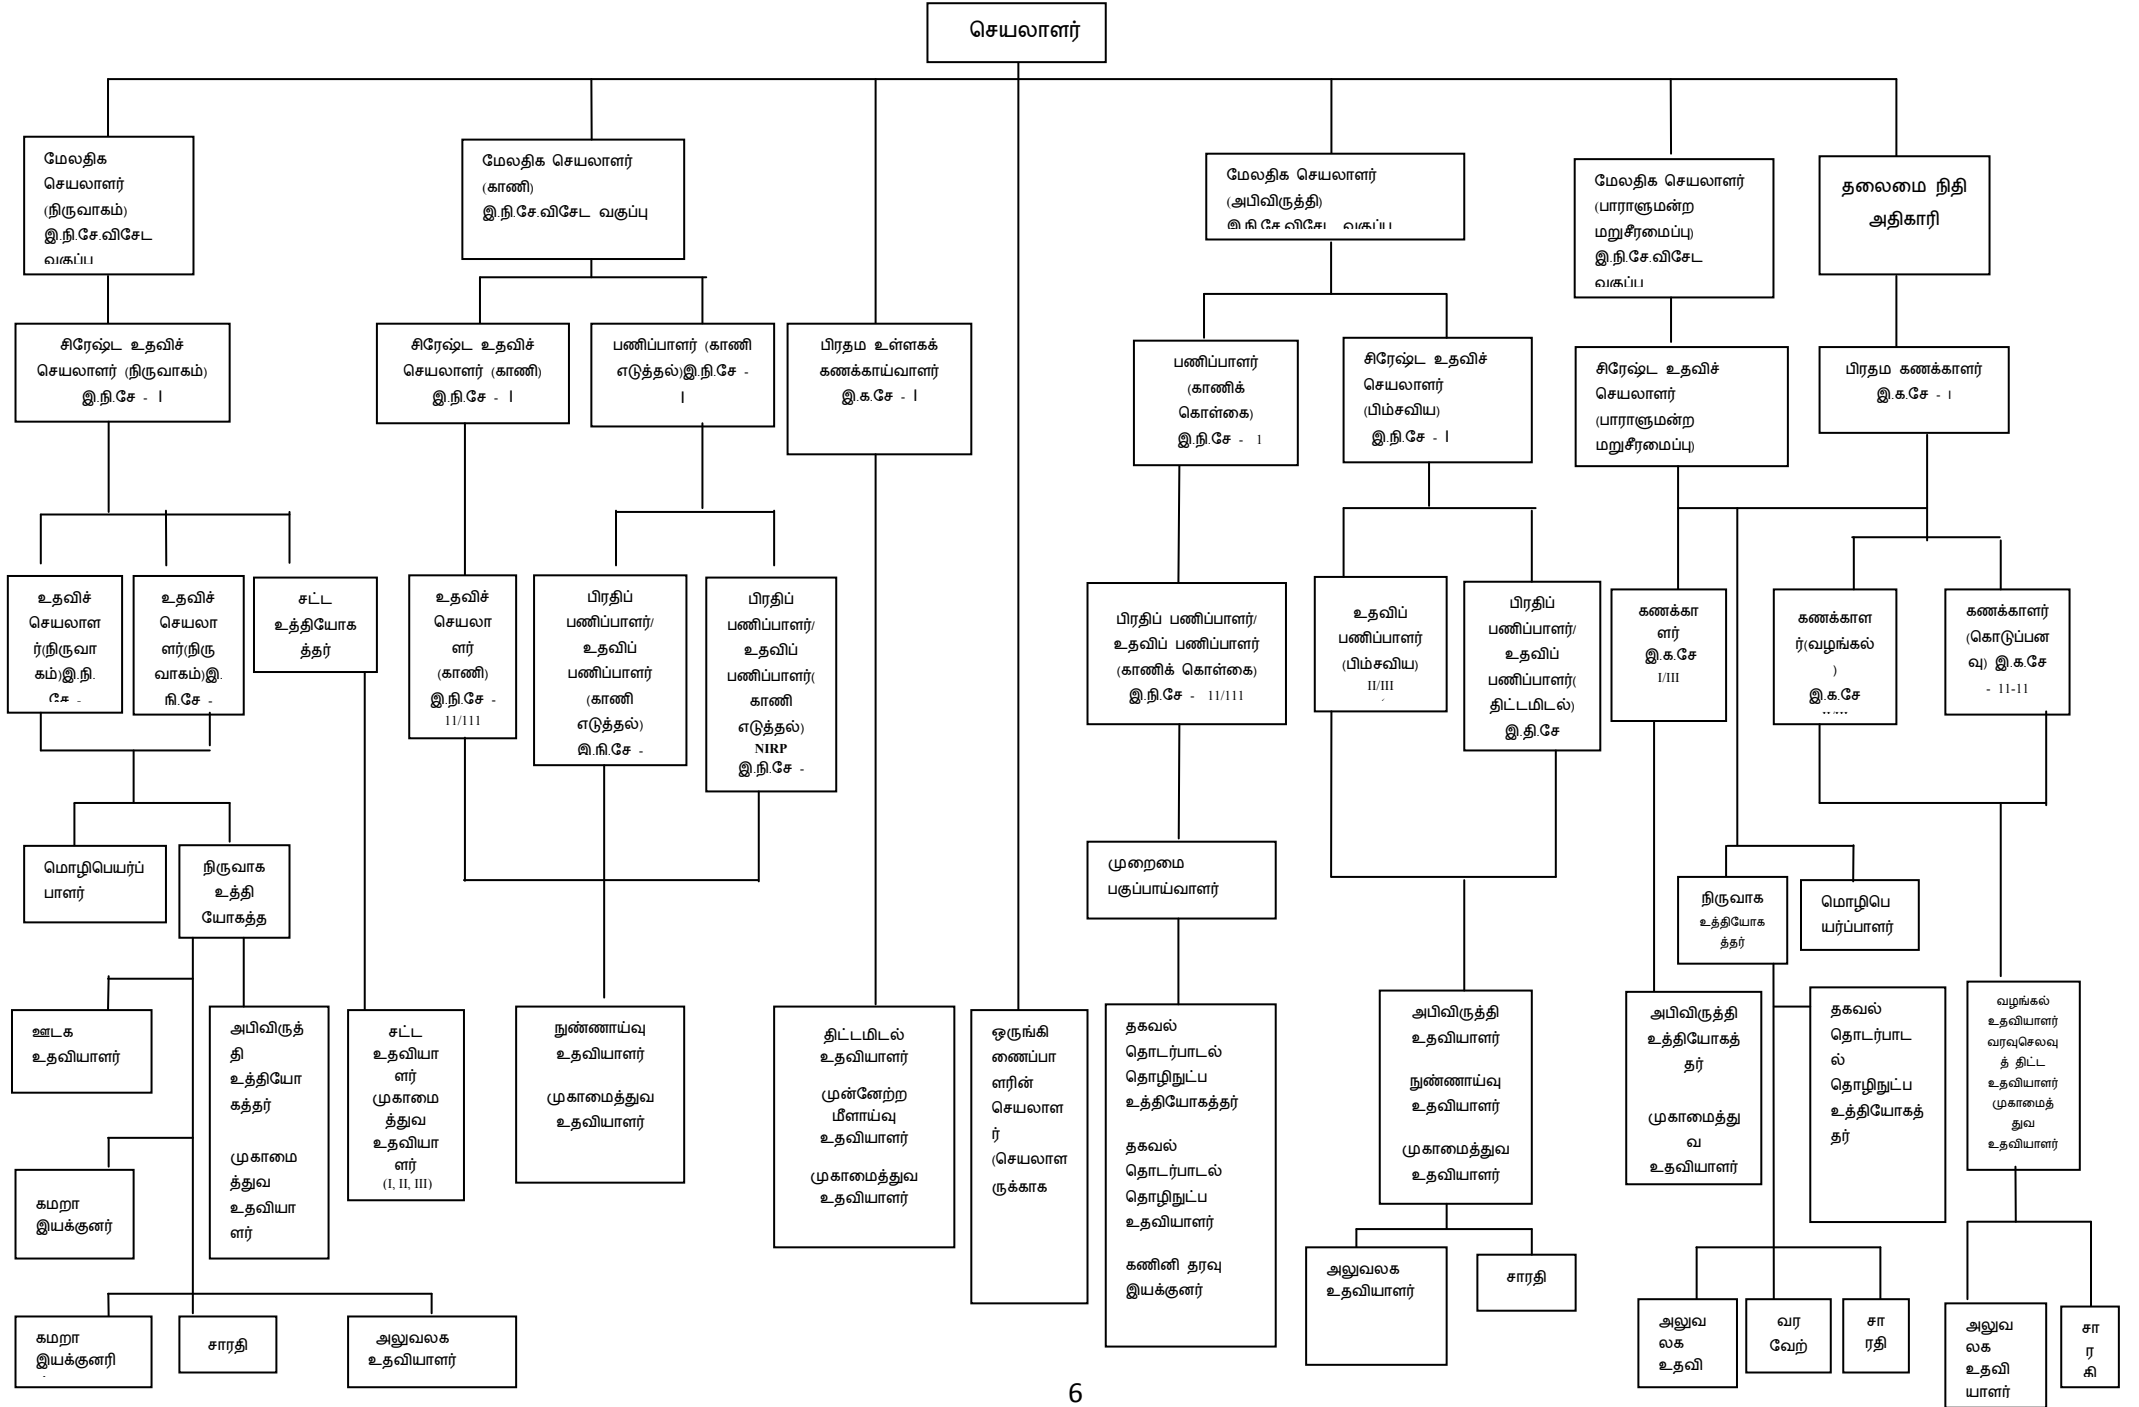 செயலாளர்
மேலதிக
செயலாளர்
(நிருவாகம்)
இ.நி.சே.விசேட
வகுப்பு
மேலதிக செயலாளர்
(காணி)
இ.நி.சே.விசேட வகுப்பு
மேலதிக செயலாளர்
(அபிவிருத்தி)
இ.நி.சே.விசேட வகுப்பு
மேலதிக செயலாளர்
(பாராளுமன்ற
மறுசீரமைப்பு)
இ.நி.சே.விசேட
வகுப்பு
தலைமை நிதி
அதிகாரி
சிரேஷ்ட உதவிச்
செயலாளர் (நிருவாகம்)
இ.நி.சே - I
சிரேஷ்ட உதவிச்
செயலாளர் (காணி)
இ.நி.சே - I
பணிப்பாளர் (காணி
எடுத்தல்)இ.நி.சே -
I
பிரதம உள்ளகக்
கணக்காய்வாளர்
இ.க.சே - I
பணிப்பாளர்
(காணிக்
கொள்கை)
இ.நி.சே - 1
சிரேஷ்ட உதவிச்
செயலாளர்
(பிம்சவிய)
இ.நி.சே - I
சிரேஷ்ட உதவிச்
செயலாளர்
(பாராளுமன்ற
மறுசீரமைப்பு)
பிரதம கணக்காளர்
இ.க.சே - I
உதவிச்
செயலாள
ர்(நிருவா
கம்)இ.நி.
சே -
உதவிச்
செயலா
ளர்(நிரு
வாகம்)இ.
நி.சே -
சட்ட
உத்தியோக
த்தர்
உதவிச்
செயலா
ளர்
(காணி)
இ.நி.சே -
11/111
பிரதிப்
பணிப்பாளர்/
உதவிப்
பணிப்பாளர்
(காணி
எடுத்தல்)
இ.நி.சே -
பிரதிப்
பணிப்பாளர்/
உதவிப்
பணிப்பாளர்(
காணி
எடுத்தல்)
NIRP
இ.நி.சே -
பிரதிப் பணிப்பாளர்/
உதவிப் பணிப்பாளர்
(காணிக் கொள்கை)
இ.நி.சே - 11/111
உதவிப்
பணிப்பாளர்
(பிம்சவிய)
II/III
பிரதிப்
பணிப்பாளர்/
உதவிப்
பணிப்பாளர்(
திட்டமிடல்)
இ.தி.சே
கணக்கா
ளர்
இ.க.சே
I/III
கணக்காள
ர்(வழங்கல்
)
இ.க.சே
II/III
கணக்காளர்
(கொடுப்பன
வு) இ.க.சே
- 11-11
மொழிபெயர்ப்
பாளர்
நிருவாக
உத்தி
யோகத்த
முறைமை
பகுப்பாய்வாளர்
நிருவாக
உத்தியோக
த்தர்
மொழிபெ
யர்ப்பாளர்
ஊடக
உதவியாளர்
அபிவிருத்
தி
உத்தியோ
கத்தர்
முகாமை
த்துவ
உதவியா
ளர்
சட்ட
உதவியா
ளர்
முகாமை
த்துவ
உதவியா
ளர்
(I, II, III)
நுண்ணாய்வு
உதவியாளர்
முகாமைத்துவ
உதவியாளர்
திட்டமிடல்
உதவியாளர்
முன்னேற்ற
மீளாய்வு
உதவியாளர்
முகாமைத்துவ
உதவியாளர்
ஒருங்கி
ணைப்பா
ளரின்
செயலாள
ர்
(செயலாள
ருக்காக
தகவல்
தொடர்பாடல்
தொழிநுட்ப
உத்தியோகத்தர்
தகவல்
தொடர்பாடல்
தொழிநுட்ப
உதவியாளர்
கணினி தரவு
இயக்குனர்
அபிவிருத்தி
உதவியாளர்
நுண்ணாய்வு
உதவியாளர்
முகாமைத்துவ
உதவியாளர்
அபிவிருத்தி
உத்தியோகத்
தர்
முகாமைத்து
வ
உதவியாளர்
தகவல்
தொடர்பாட
ல்
தொழிநுட்ப
உத்தியோகத்
தர்
வழங்கல்
உதவியாளர்
வரவுசெலவு
த் திட்ட
உதவியாளர்
முகாமைத்
துவ
உதவியாளர்
கமறா
இயக்குனர்
அலுவலக
உதவியாளர்
சாரதி
கமறா
இயக்குனரி
சாரதி
அலுவலக
உதவியாளர்
அலுவ
லக
உதவி
வர
வேற்
சா
ரதி
அலுவ
லக
உதவி
யாளர்
சா
ர
தி
6